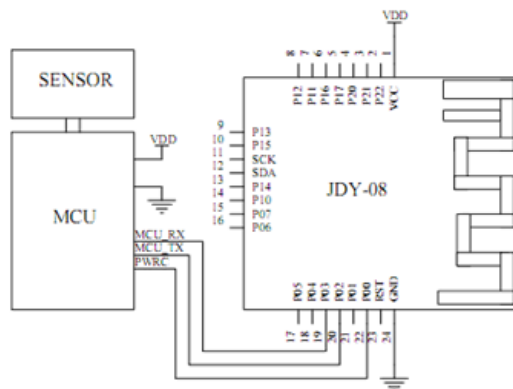 VDD
8 7 6 5 4 3 2 1
P12 P11 P16 P17 P20 P21 P22 VCC
SENSOR
9 P13
10 P15
11 SCK
12 SDA
13 P14
14 P10
15 P07
16 P06
VDD
JDY-08
MCU
MCU_RX
MCU_TX
PWRC
P05 P04 P03 P02 P01 P00 RST GND
17 18 19 20 21 22 23 24